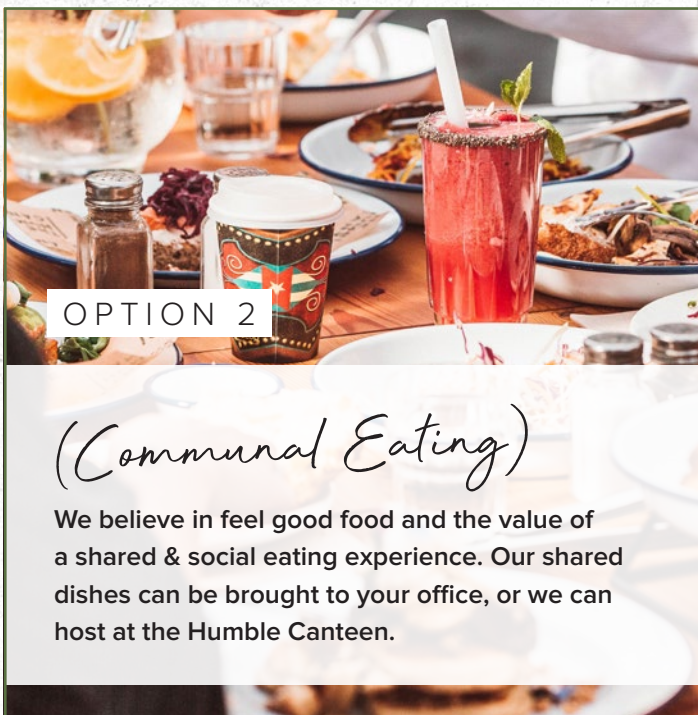 OPTION 2
(Communal Eating)
We believe in feel good food and the value of
a shared & social eating experience. Our shared
dishes can be brought to your office, or we can
host at the Humble Canteen.